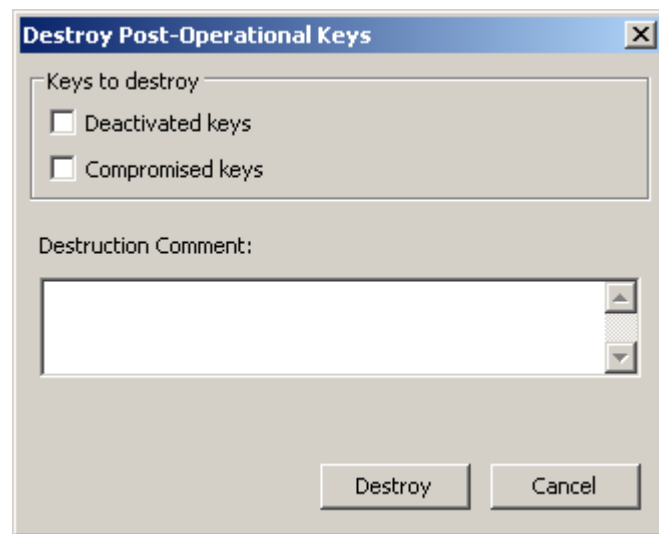 Destroy Post-Operational Keys
Keys to destroy
Deactivated keys
Compromised keys
Destruction Comment:
Destroy Cancel